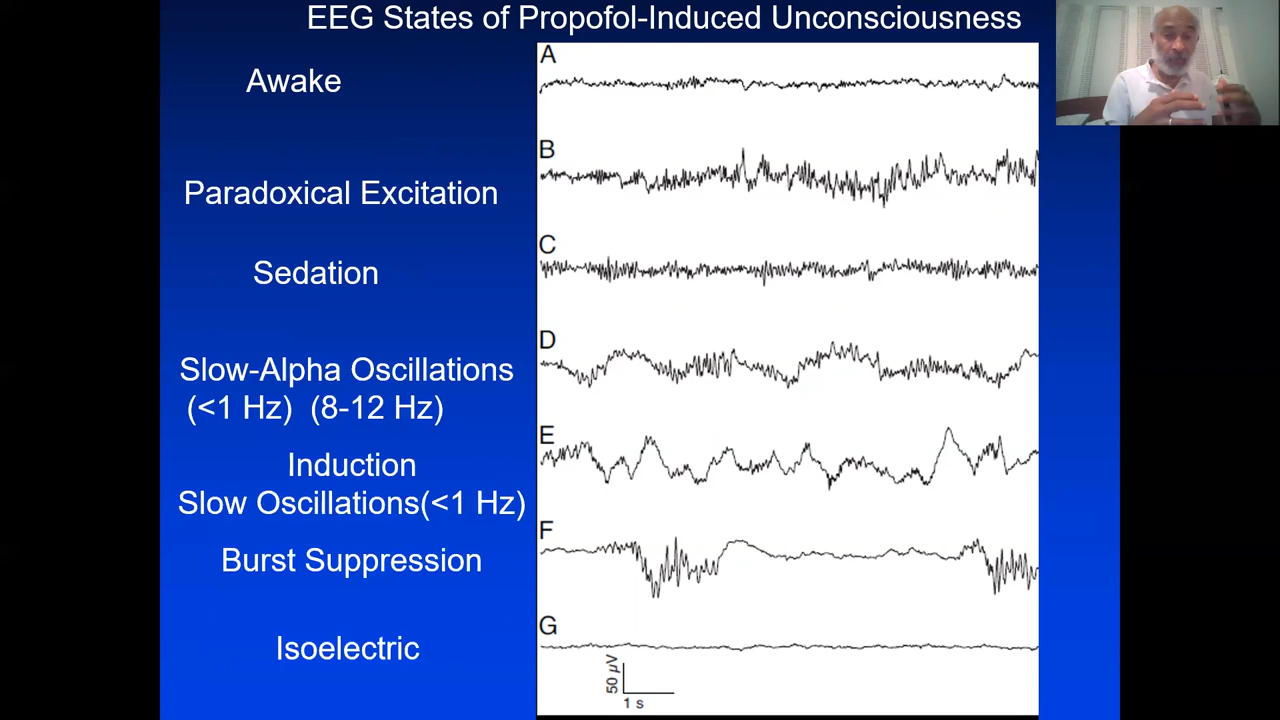 EEG States of Propofol-Induced Unconsciousness
A
Awake
B
Paradoxical Excitation
C
Sedation
D
Slow-Alpha Oscillations
(<1 Hz) (8-12 Hz)
E
Induction
Slow Oscillations(<1 Hz)
F
Burst Suppression
G
Isoelectric
50 µV
1 s